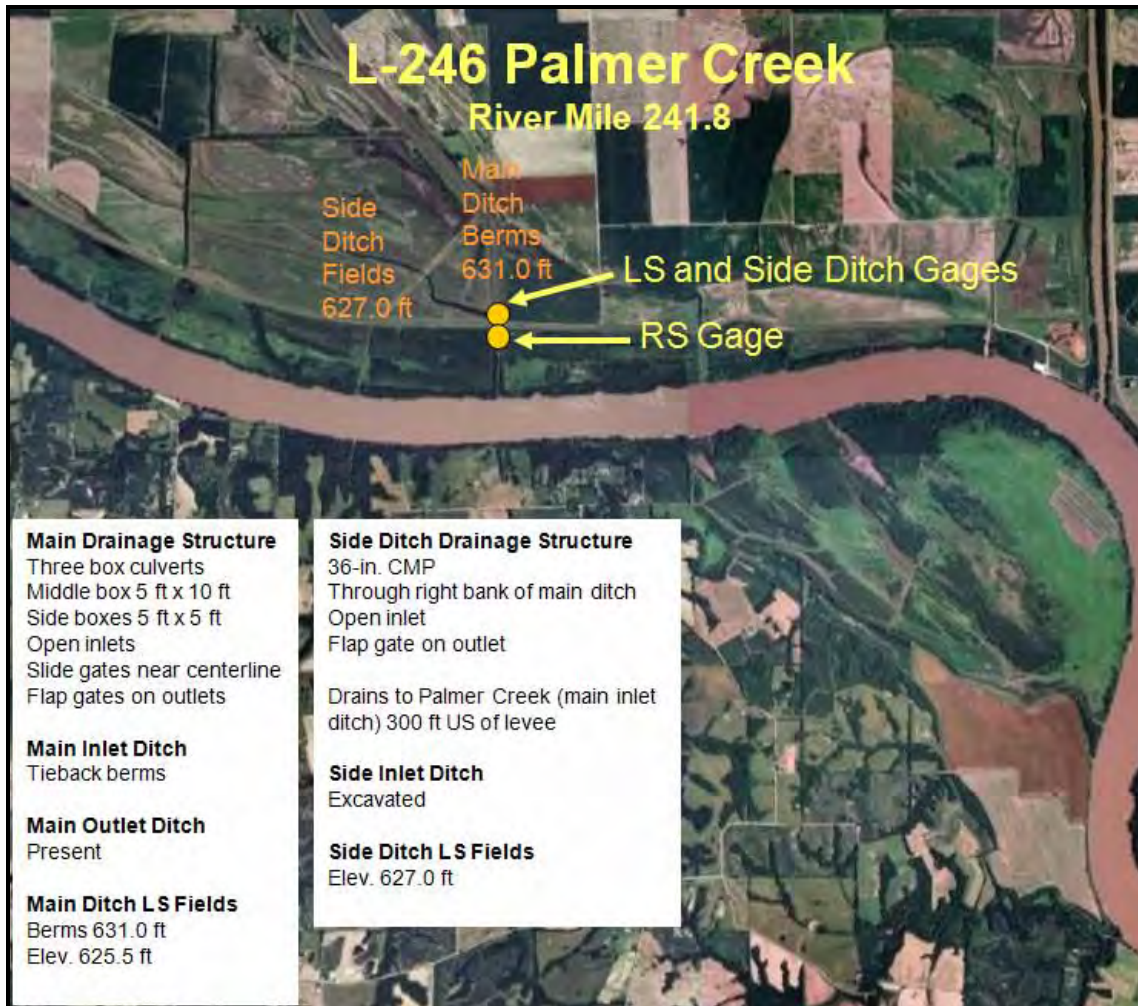 L-246 Palmer Creek
River Mile 241.8
Side
Ditch
Fields
627.0 ft
Main
Ditch
Berms
631.0 ft
LS and Side Ditch Gages
RS Gage
Main Drainage Structure
Three box culverts
Middle box 5 ft x 10 ft
Side boxes 5 ft x 5 ft
Open inlets
Slide gates near centerline
Flap gates on outlets
Main Inlet Ditch
Tieback berms
Main Outlet Ditch
Present
Main Ditch LS Fields
Berms 631.0 ft
Elev. 625.5 ft
Side Ditch Drainage Structure
36-in. CMP
Through right bank of main ditch
Open inlet
Flap gate on outlet
Drains to Palmer Creek (main inlet
ditch) 300 ft US of levee
Side Inlet Ditch
Excavated
Side Ditch LS Fields
Elev. 627.0 ft